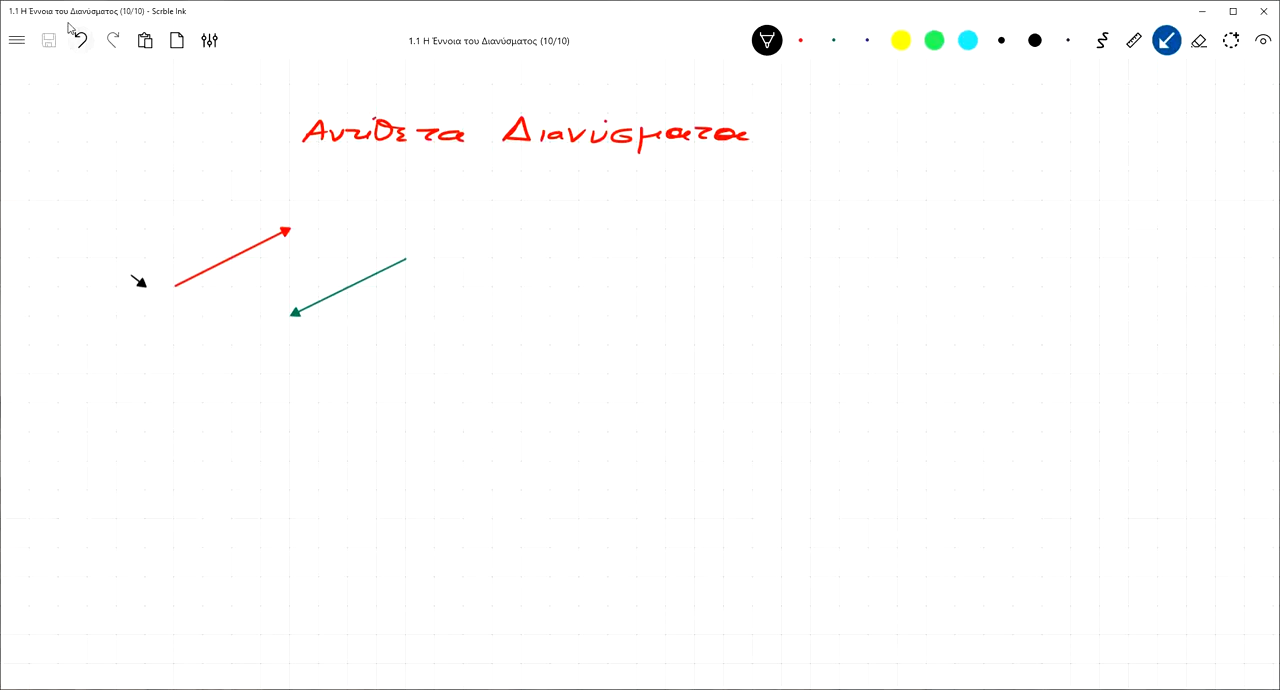 1.1 Η Έννοια του Διανύσματος (10/10) - Scrble Ink
1.1 Η Έννοια του Διανύσματος (10/10)
Αντίθετα Διανύσματα